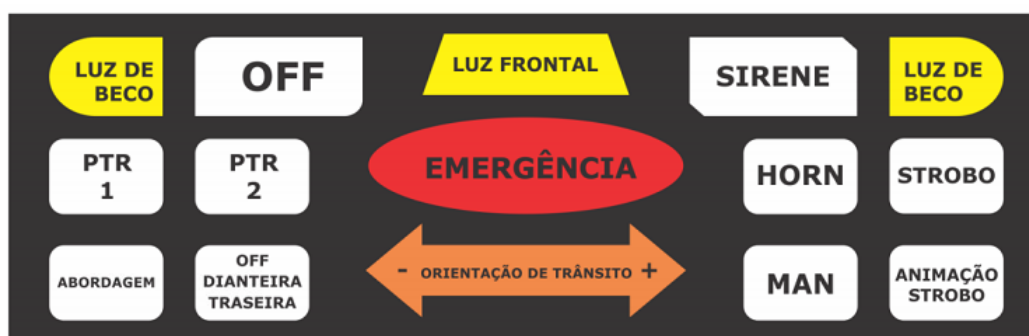 LUZ DE
BECO
OFF
LUZ FRONTAL
SIRENE
LUZ DE
BECO
PTR
1
PTR
2
EMERGÊNCIA
HORN
STROBO
ABORDAGEM
OFF
DIANTEIRA
TRASEIRA
- ORIENTAÇÃO DE TRÂNSITO +
MAN
ANIMAÇÃO
STROBO